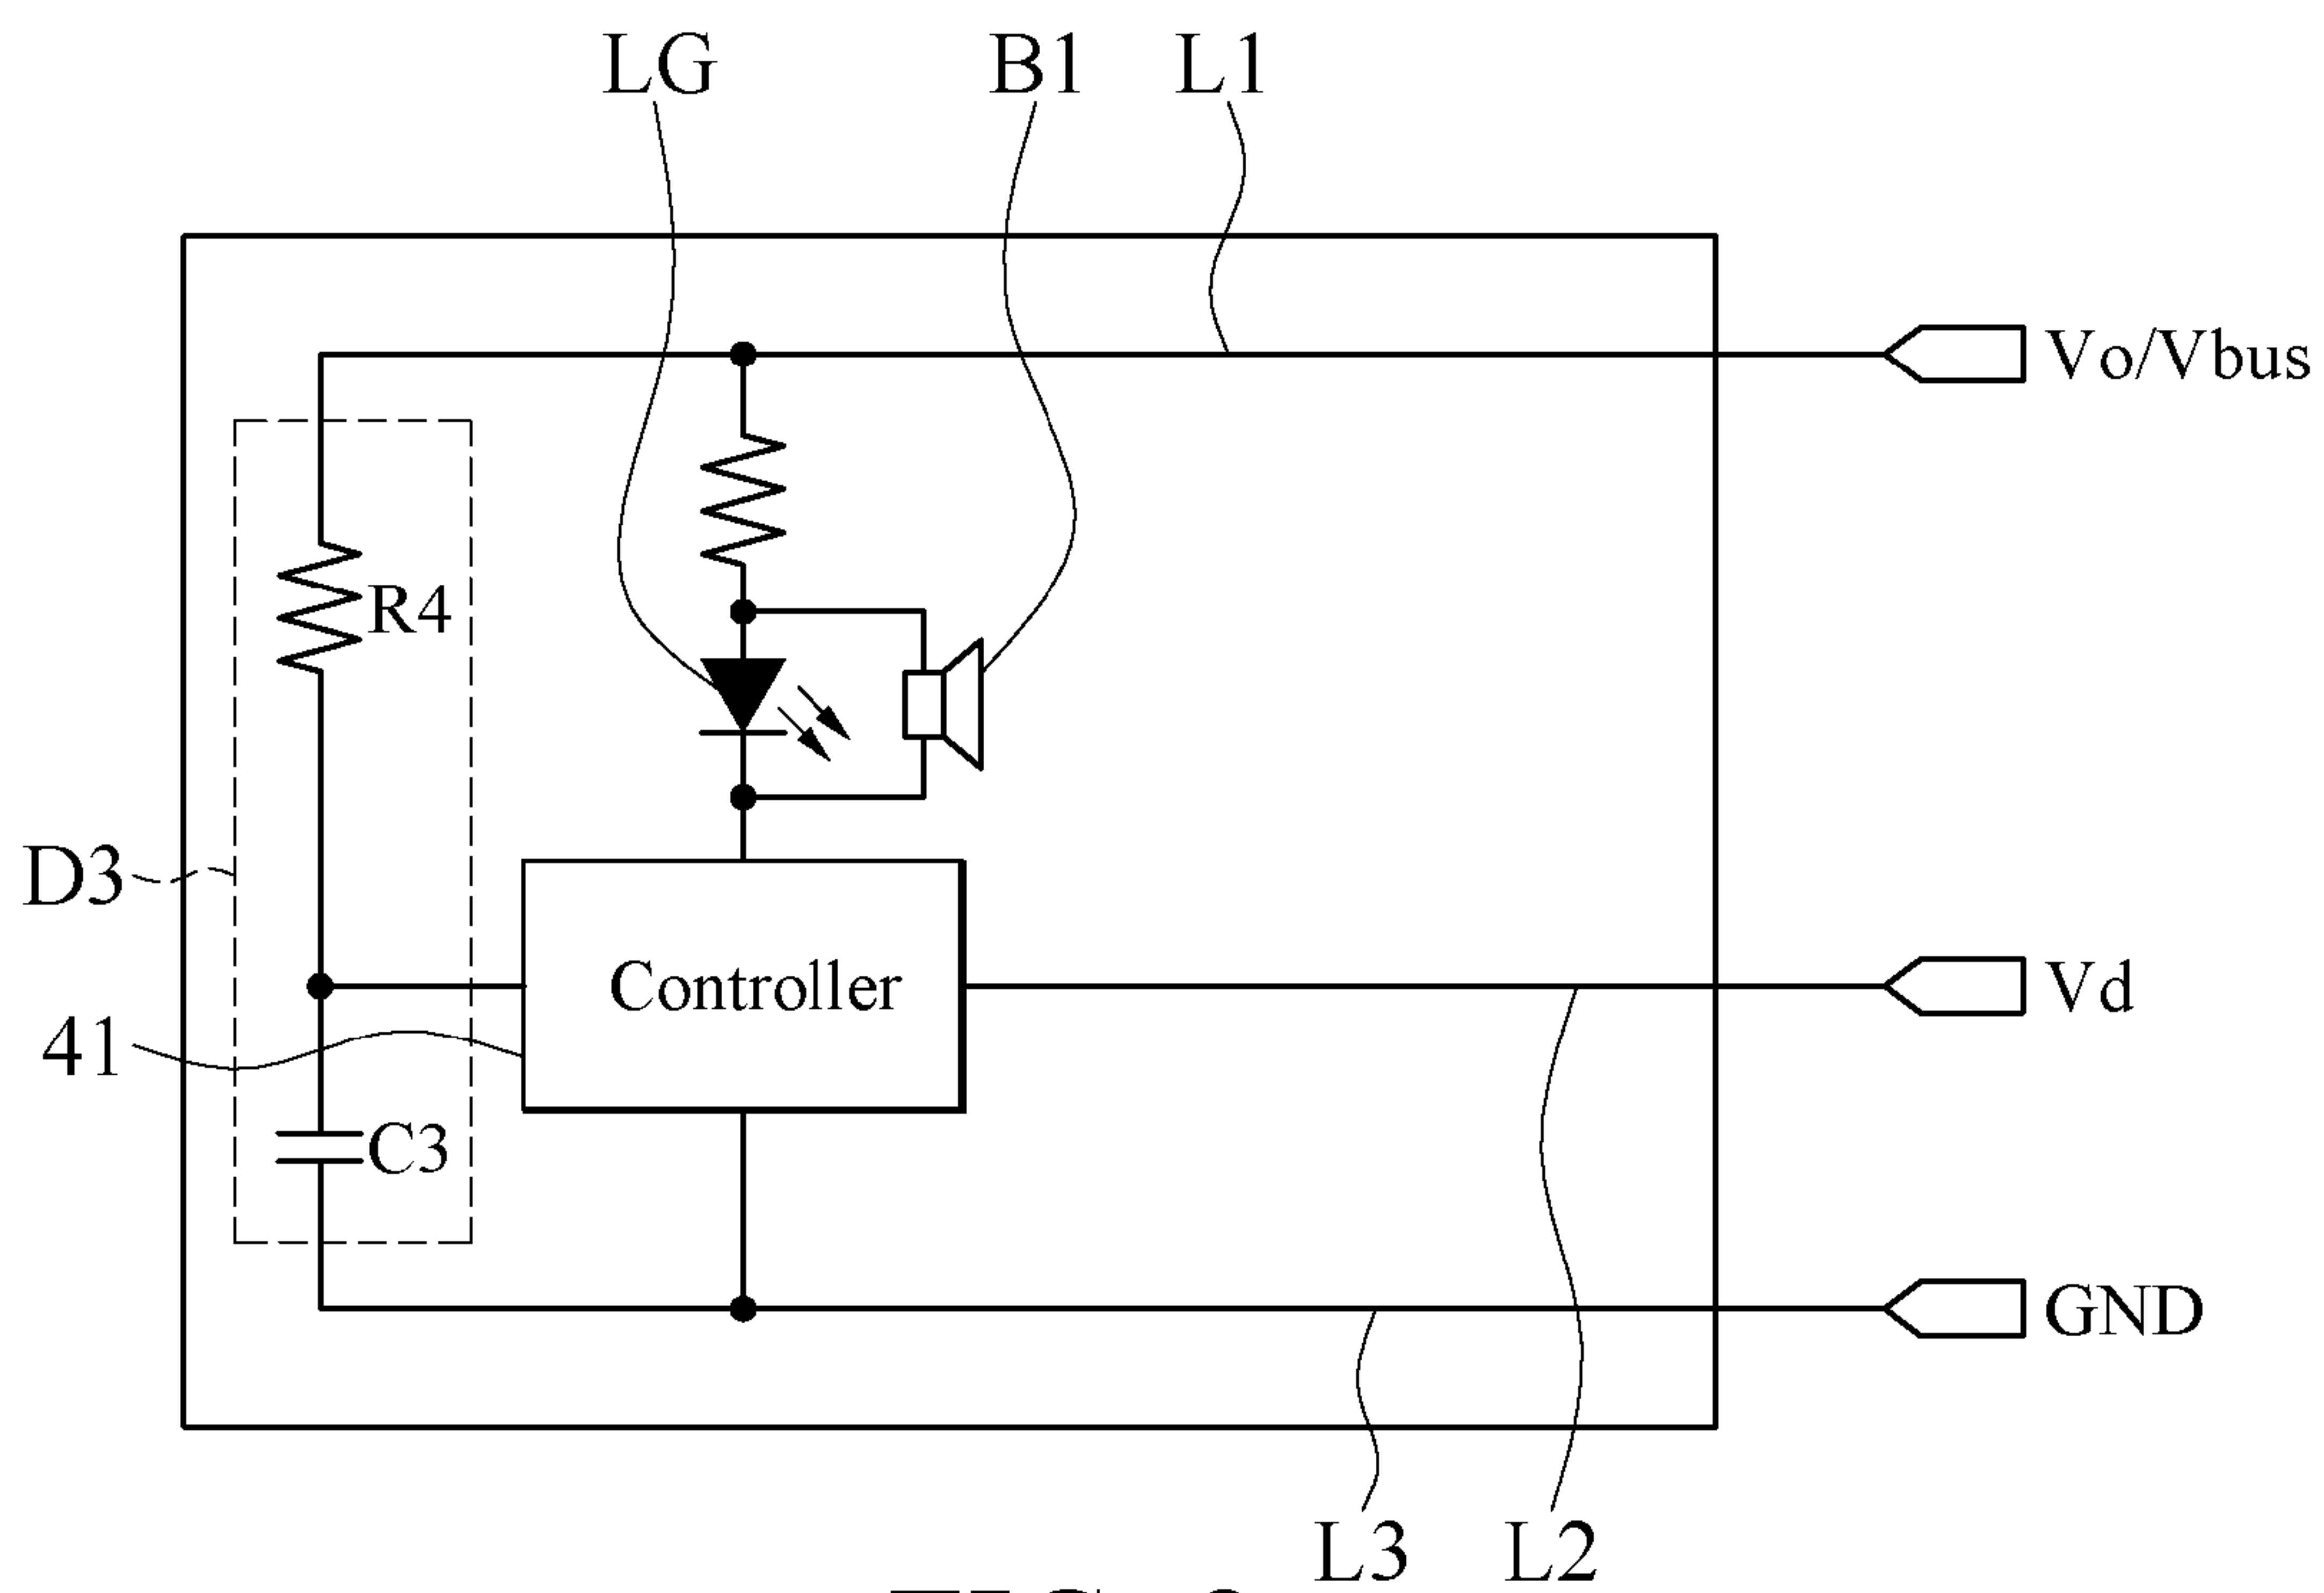 LG
B1
L1
Vo/Vbus
R4
D3
Controller
Vd
41
C3
GND
L3
L2